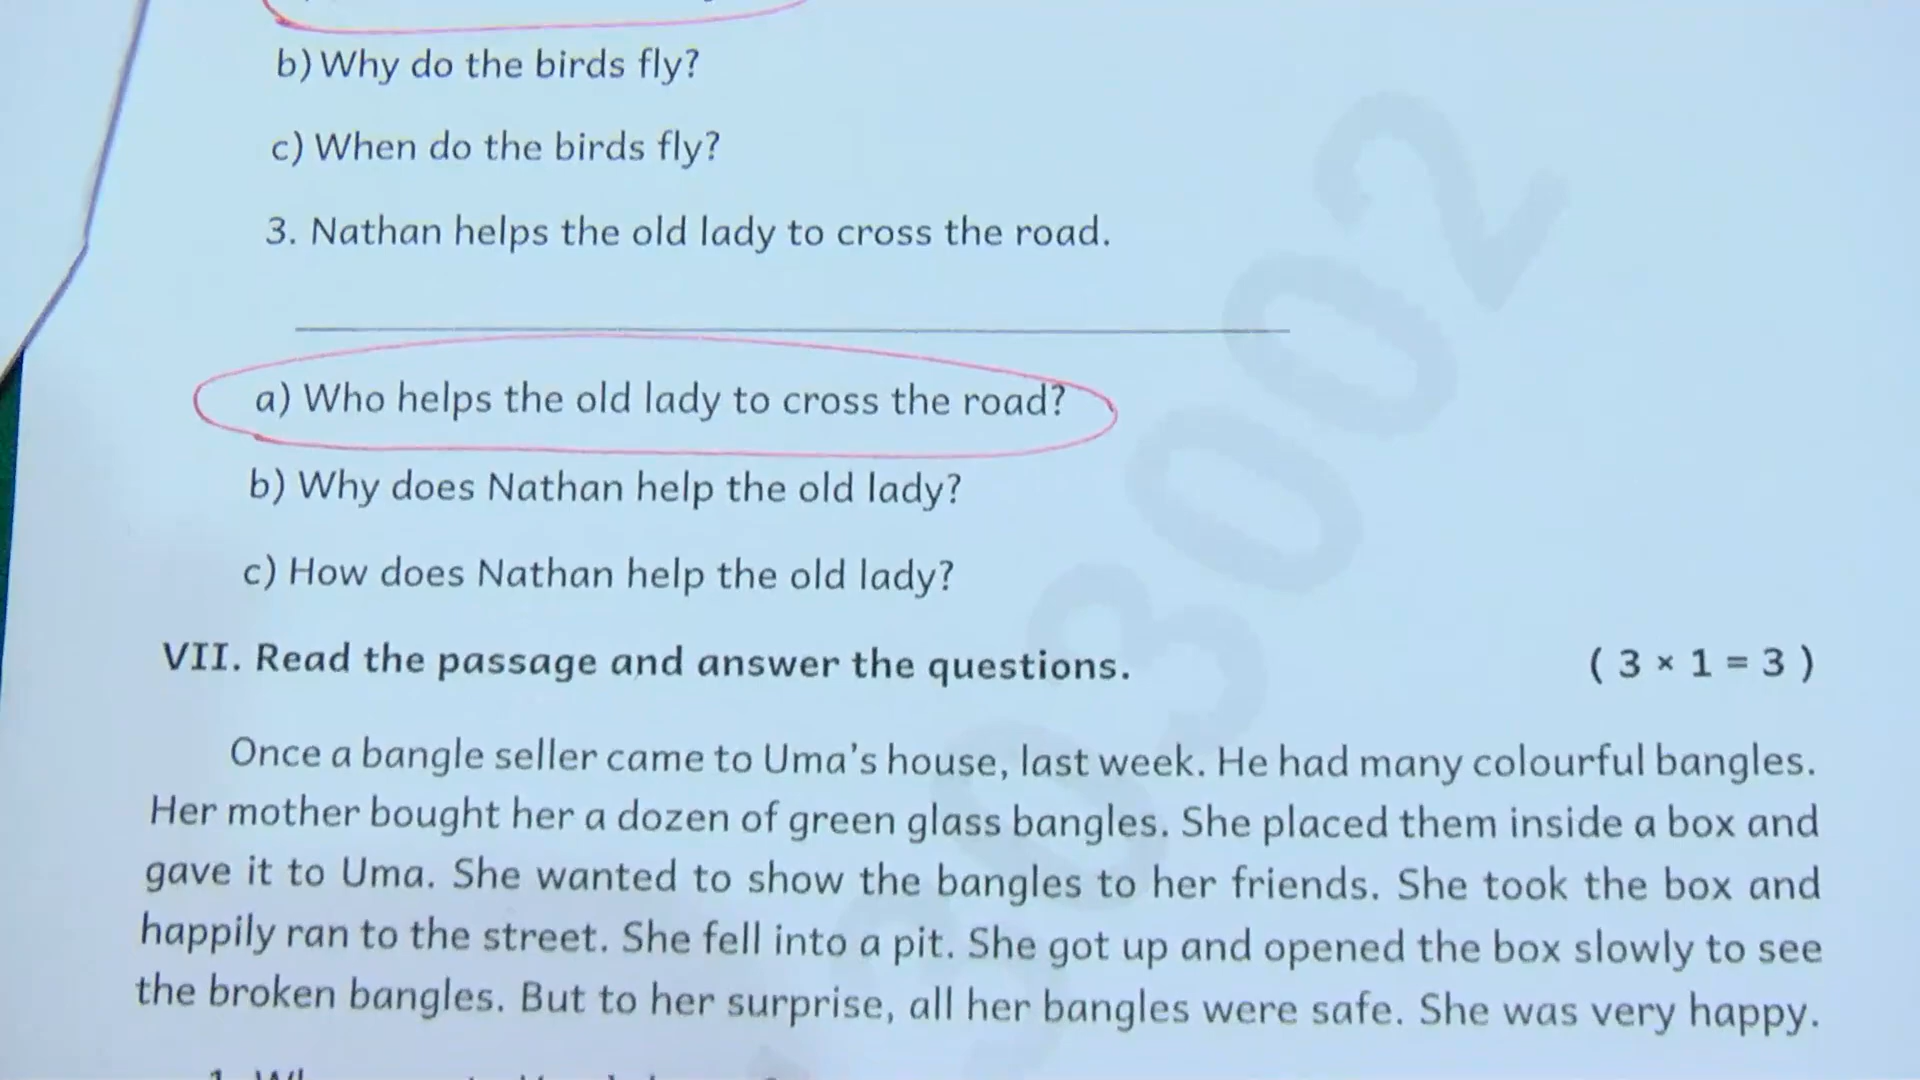 b) Why do the birds fly?
c) When do the birds fly?
3. Nathan helps the old lady to cross the road.
a) Who helps the old lady to cross the road?
b) Why does Nathan help the old lady?
c) How does Nathan help the old lady?
VII. Read the passage and answer the questions. ( 3 × 1 = 3 )
Once a bangle seller came to Uma's house, last week. He had many colourful bangles.
Her mother bought her a dozen of green glass bangles. She placed them inside a box and
gave it to Uma. She wanted to show the bangles to her friends. She took the box and
happily ran to the street. She fell into a pit. She got up and opened the box slowly to see
the broken bangles. But to her surprise, all her bangles were safe. She was very happy.